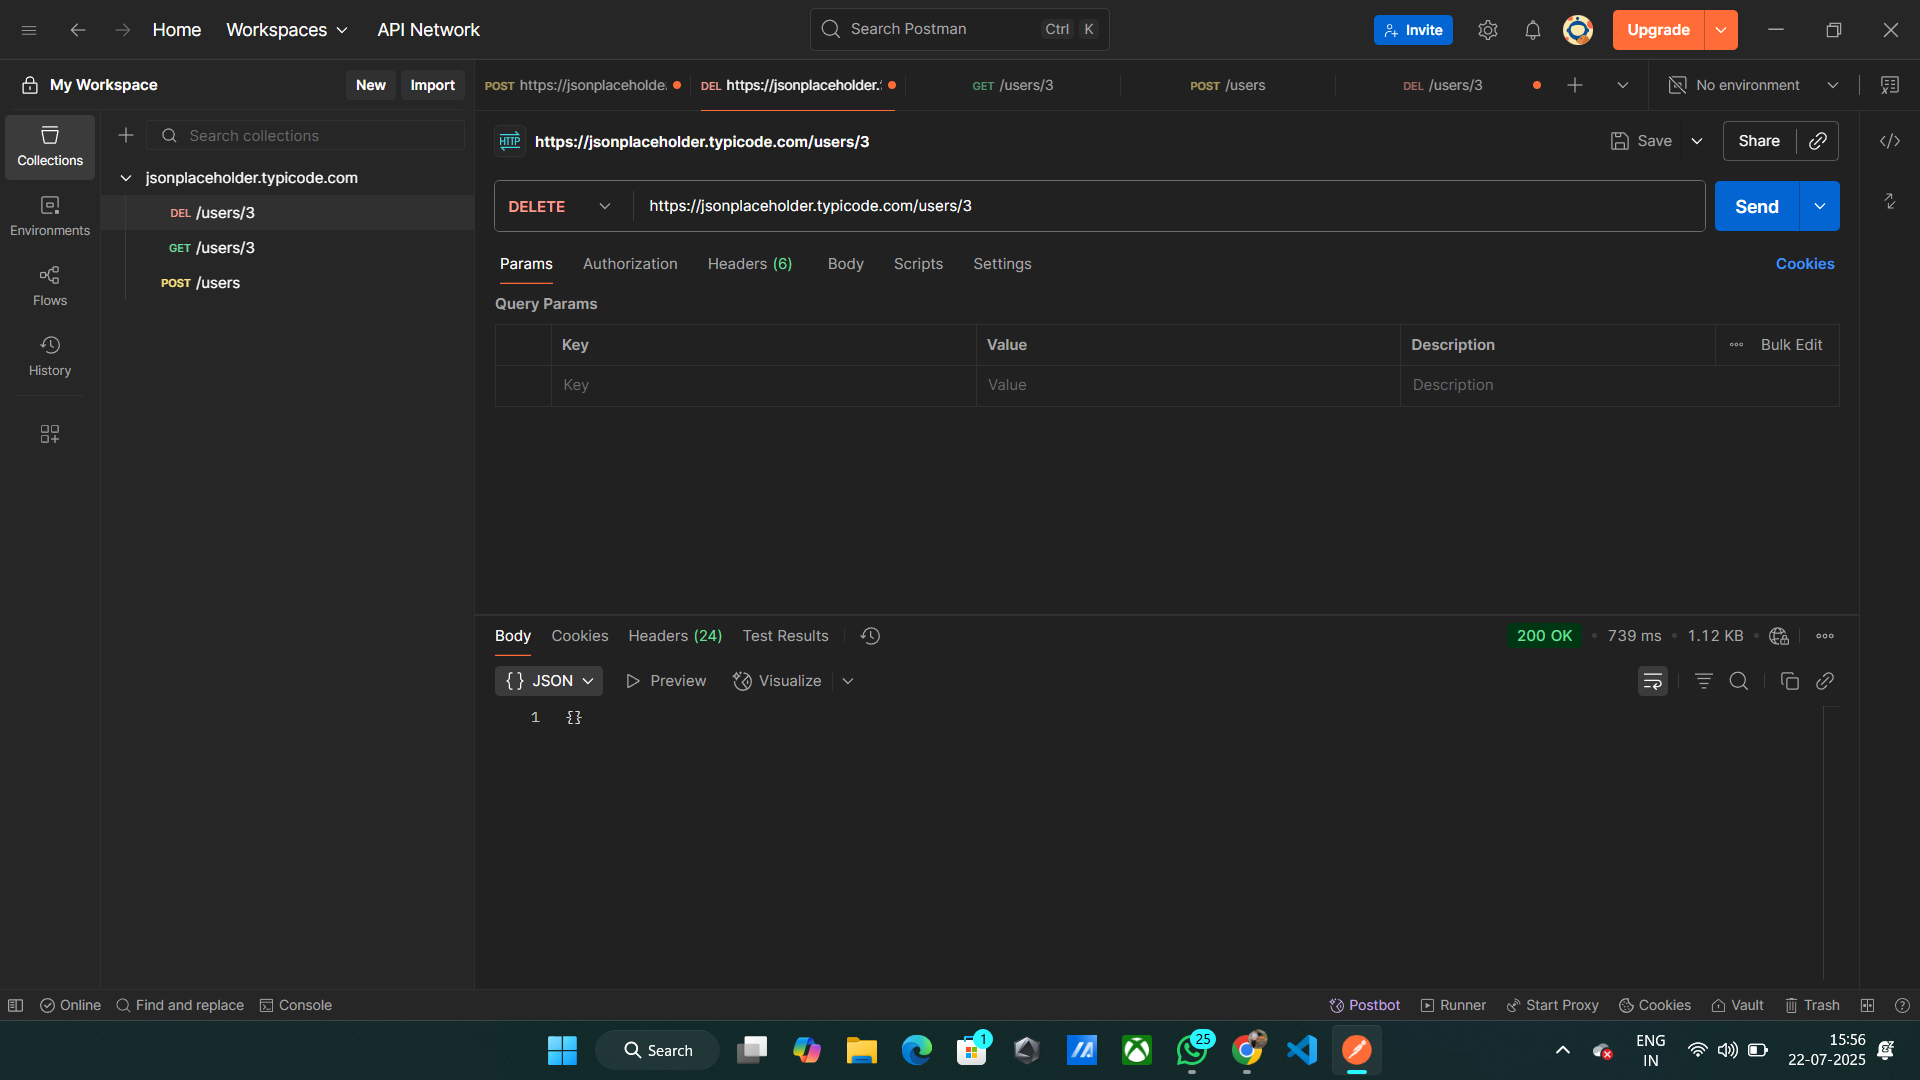 Home Workspaces API Network Search Postman Ctrl K Invite Upgrade
My Workspace New Import POST https://jsonplaceholde DEL https://jsonplaceholder. GET /users/3 POST /users DEL /users/3 No environment
Collections Search collections HTTP https://jsonplaceholder.typicode.com/users/3 Save Share
jsonplaceholder.typicode.com
DEL /users/3 DELETE https://jsonplaceholder.typicode.com/users/3 Send
Environments
GET /users/3
Params Authorization Headers (6) Body Scripts Settings Cookies
POST /users
Flows Query Params
Key Value Description Bulk Edit
History Key Value Description
Body Cookies Headers (24) Test Results 200 OK 739 ms 1.12 KB
{} JSON Preview Visualize
1 {}
Online Find and replace Console Postbot Runner Start Proxy Cookies Vault Trash
Search 1 25 ENG 15:56
IN 22-07-2025